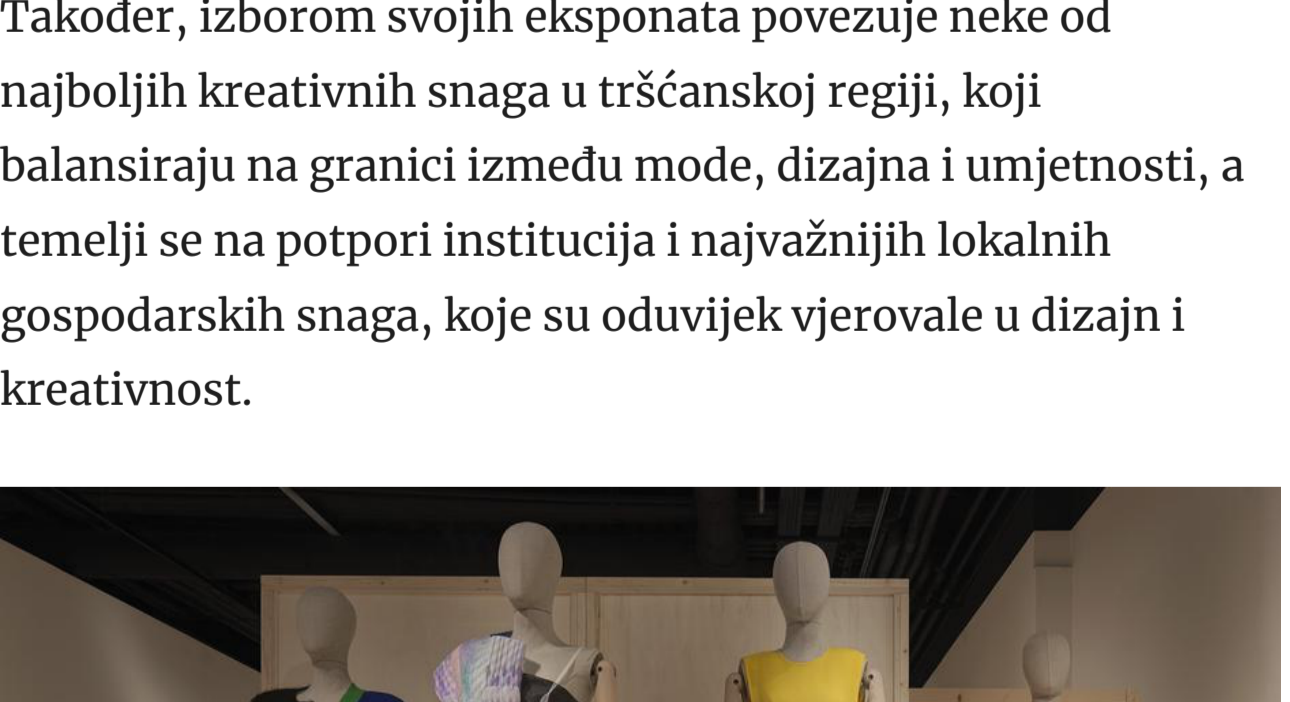 Također, izborom svojih eksponata povezuje neke od
najboljih kreativnih snaga u tršćanskoj regiji, koji
balansiraju na granici između mode, dizajna i umjetnosti, a
temelji se na potpori institucija i najvažnijih lokalnih
gospodarskih snaga, koje su oduvijek vjerovale u dizajn i
kreativnost.